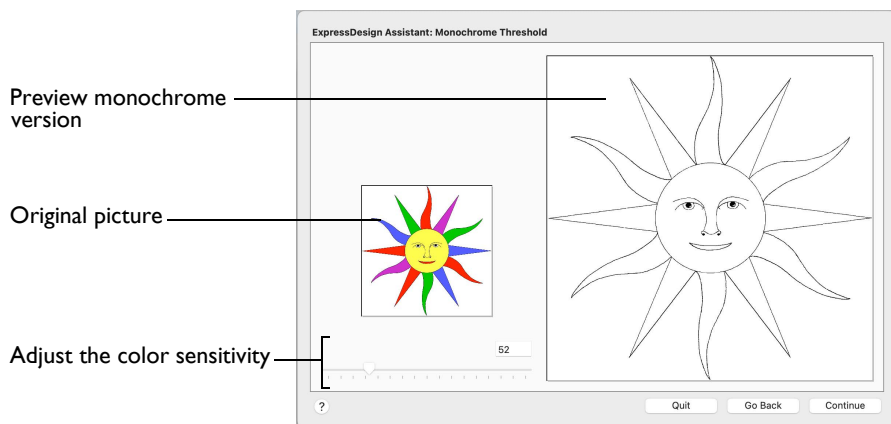 ExpressDesign Assistant: Monochrome Threshold
Preview monochrome
version
Original picture
Adjust the color sensitivity
52
?
Quit
Go Back
Continue